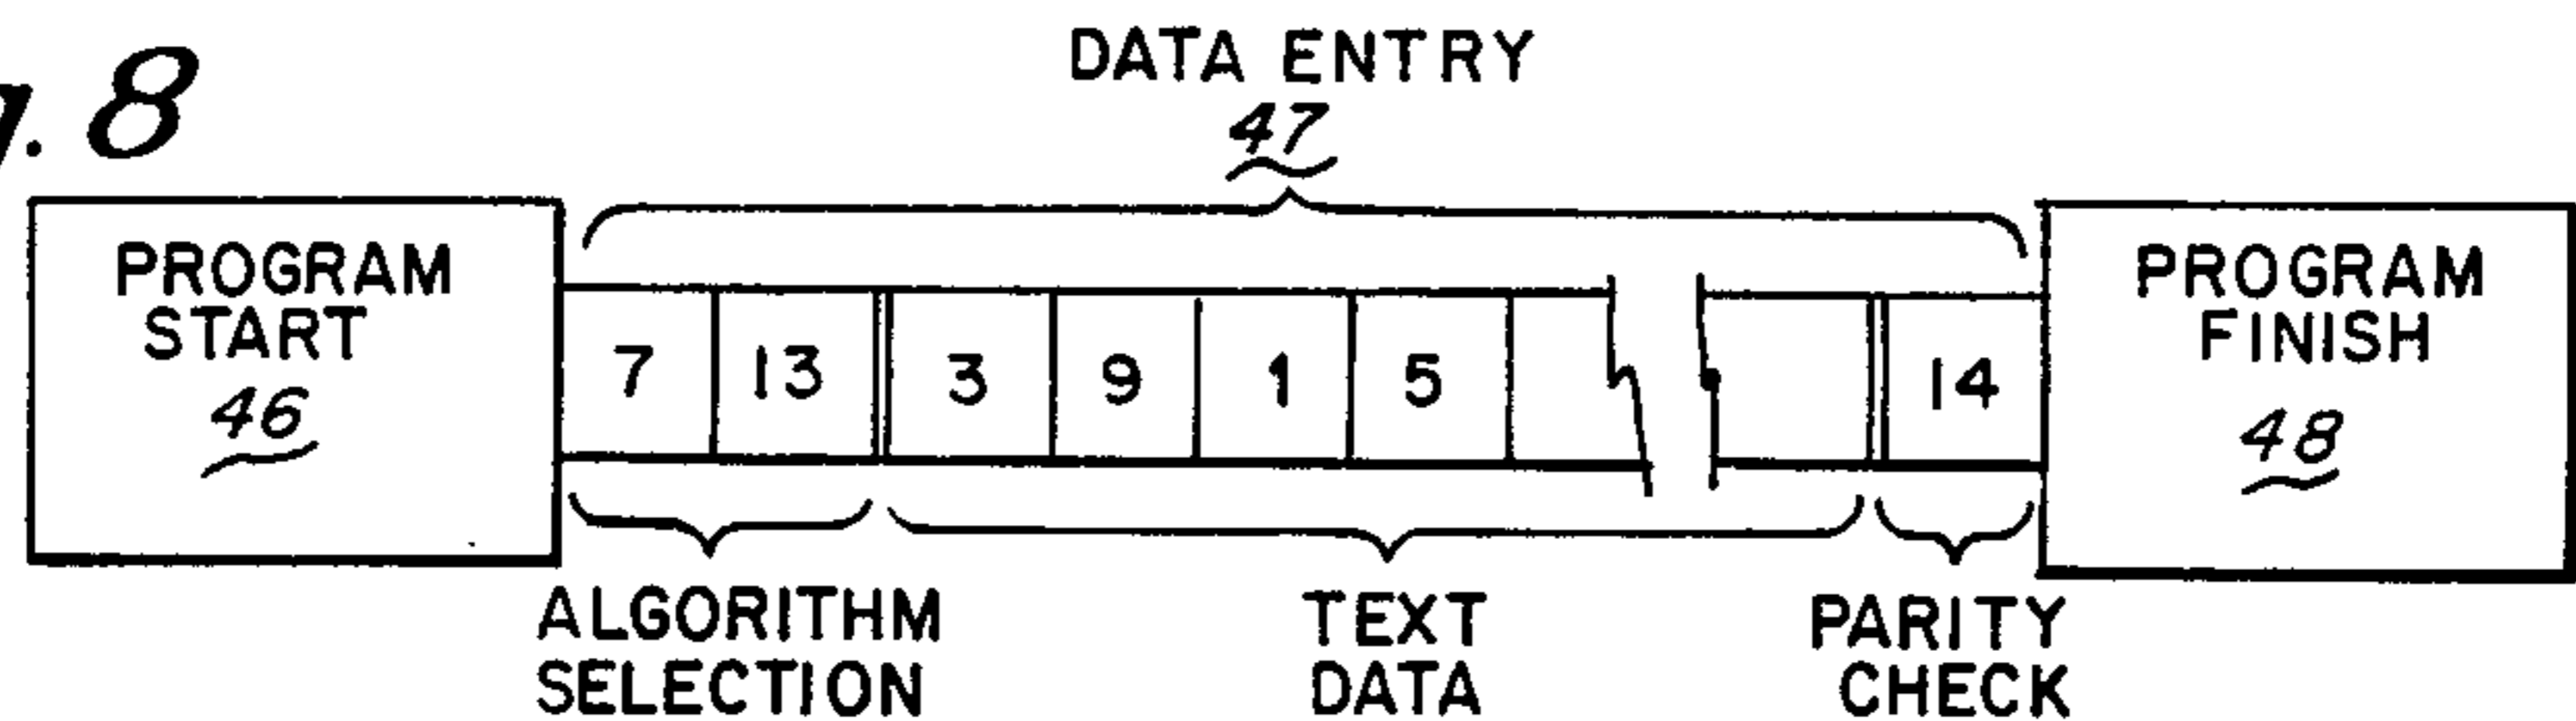 . 8
DATA ENTRY
47
PROGRAM
START
46
7 13 3 9 1 5 14
PROGRAM
FINISH
48
ALGORITHM
SELECTION
TEXT
DATA
PARITY
CHECK